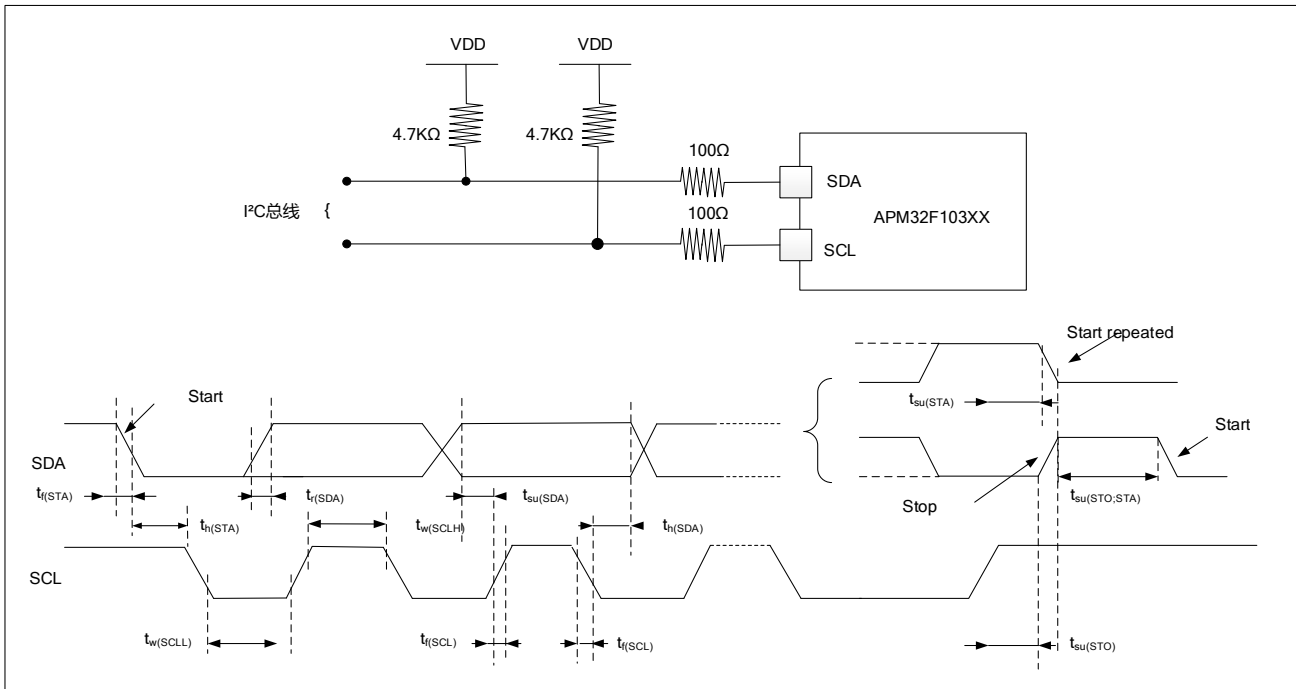 VDD
VDD
4.7KΩ
4.7KΩ
100Ω
SDA
I²C总线 {
100Ω
APM32F103XX
SCL
Start repeated
Start
tsu(STA)
Start
SDA
tf(STA)
tr(SDA)
tsu(SDA)
Stop
tsu(STO;STA)
th(STA)
tw(SCLH)
th(SDA)
SCL
tw(SCLL)
tf(SCL)
tf(SCL)
tsu(STO)